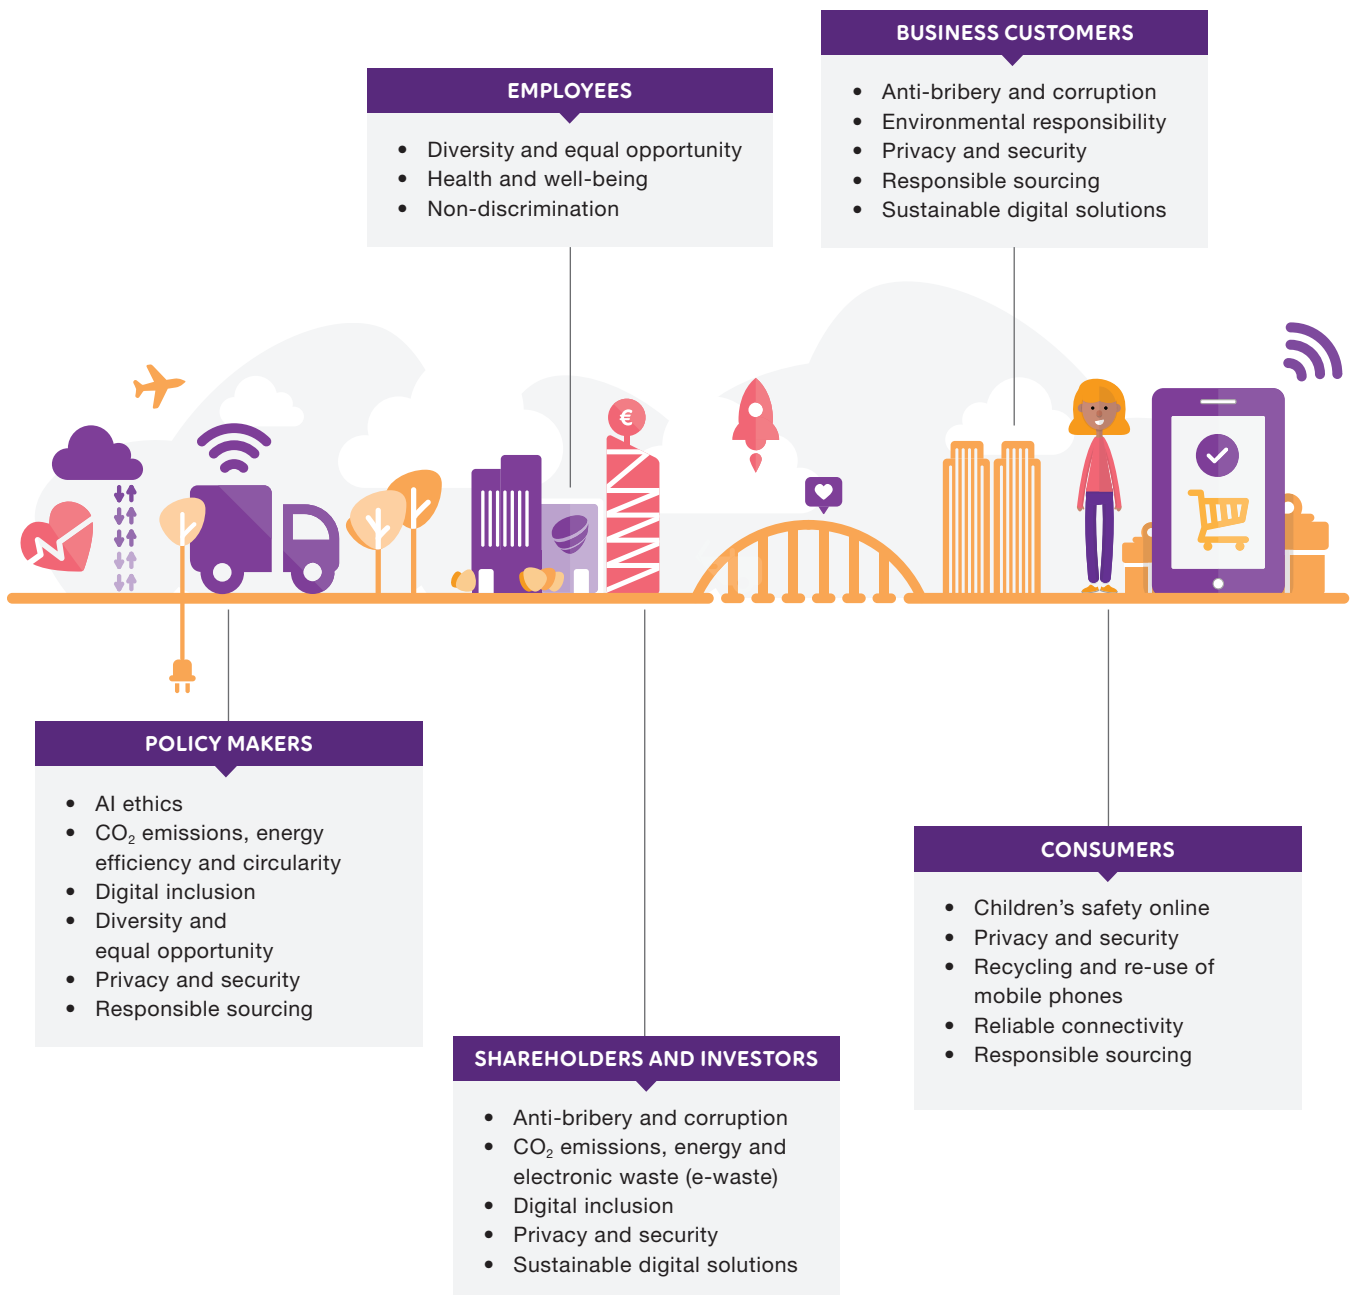 BUSINESS CUSTOMERS
• Anti-bribery and corruption
• Environmental responsibility
• Privacy and security
• Responsible sourcing
• Sustainable digital solutions
EMPLOYEES
• Diversity and equal opportunity
• Health and well-being
• Non-discrimination
€
POLICY MAKERS
• AI ethics
• CO₂ emissions, energy
efficiency and circularity
• Digital inclusion
• Diversity and
equal opportunity
• Privacy and security
• Responsible sourcing
SHAREHOLDERS AND INVESTORS
• Anti-bribery and corruption
• CO₂ emissions, energy and
electronic waste (e-waste)
• Digital inclusion
• Privacy and security
• Sustainable digital solutions
CONSUMERS
• Children’s safety online
• Privacy and security
• Recycling and re-use of
mobile phones
• Reliable connectivity
• Responsible sourcing